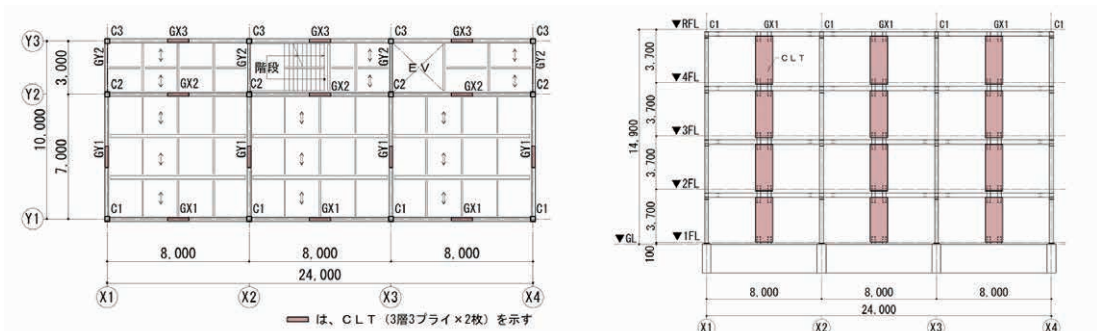 C3 GX3 C3 GX3 C3 GX3 C3
Y3
GY2 GY2 GY2 GY2
階段 EV
C2 GX2 C2 GX2 C2 GX2 C2
Y2
3,000
10,000
7,000
GY1 GY1 GY1 GY1
C1 GX1 C1 GX1 C1 GX1 C1
Y1
8,000 8,000 8,000
24,000
X1 X2 X3 X4
は、CLT(3層3プライ×2枚)を示す
C1 GX1 C1 GX1 C1 GX1 C1
▼RFL
CLT
3,700
▼4FL
3,700
▼3FL
14,900
3,700
▼2FL
3,700
▼GL ▼1FL
100
8,000 8,000 8,000
24,000
X1 X2 X3 X4